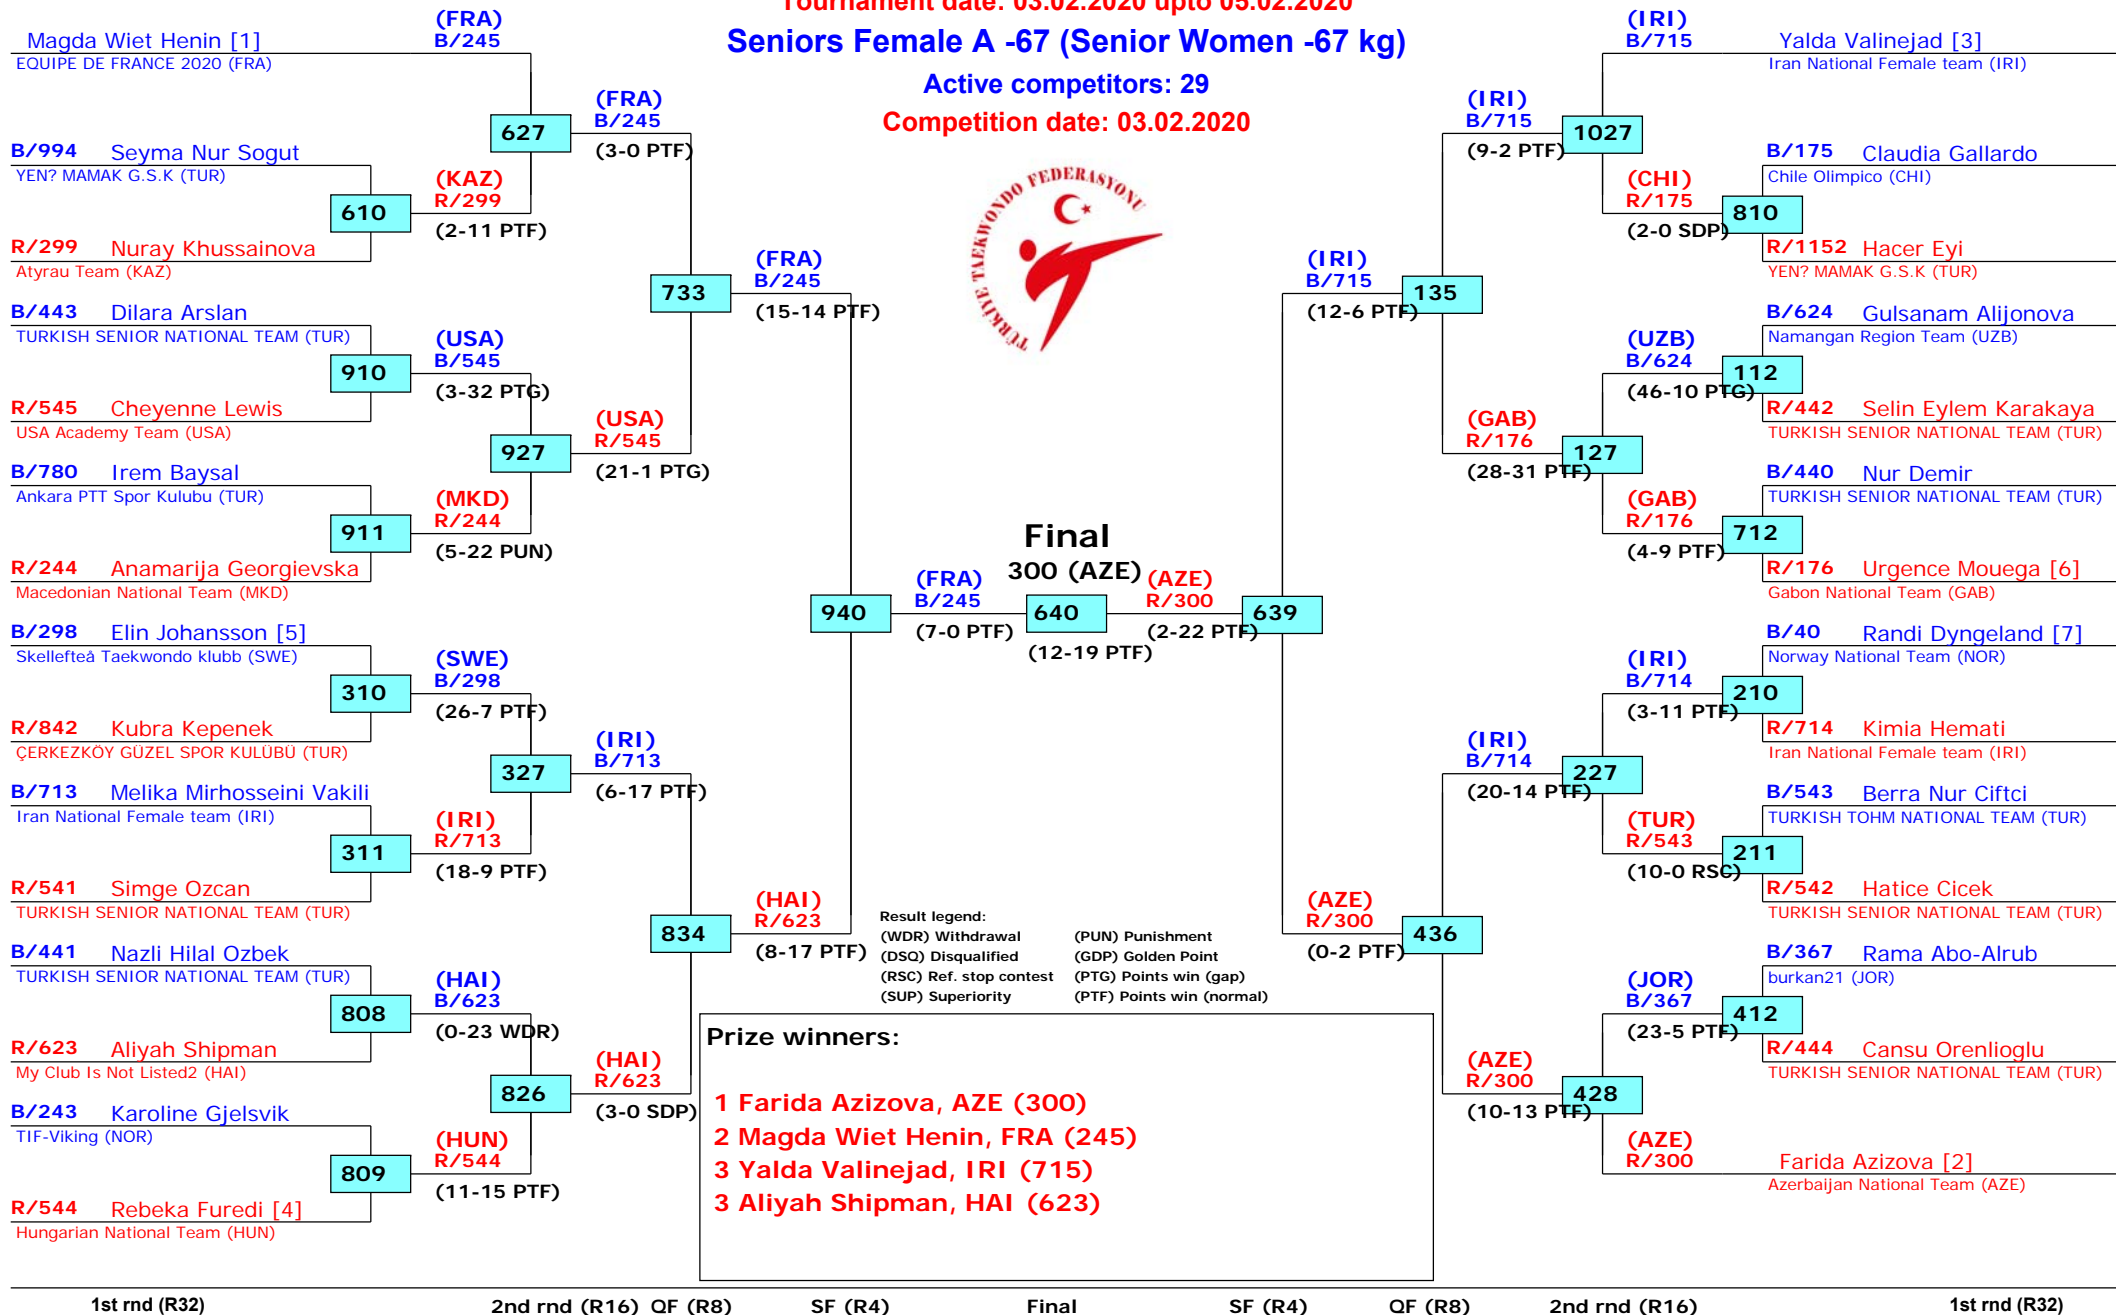 Tournament date: 03.02.2020 upto 05.02.2020
Seniors Female A -67 (Senior Women -67 kg)
Active competitors: 29
Competition date: 03.02.2020
TÜRKİYE TAEKWONDO FEDERASYONU
Magda Wiet Henin [1]
EQUIPE DE FRANCE 2020 (FRA)
(FRA)
B/245
B/994 Seyma Nur Sogut
YEN? MAMAK G.S.K (TUR)
610
R/299 Nuray Khussainova
Atyrau Team (KAZ)
(KAZ)
R/299
(2-11 PTF)
627
(FRA)
B/245
(3-0 PTF)
B/443 Dilara Arslan
TURKISH SENIOR NATIONAL TEAM (TUR)
910
R/545 Cheyenne Lewis
USA Academy Team (USA)
(USA)
B/545
(3-32 PTG)
B/780 Irem Baysal
Ankara PTT Spor Kulubu (TUR)
911
R/244 Anamarija Georgievska
Macedonian National Team (MKD)
(MKD)
R/244
(5-22 PUN)
927
(USA)
R/545
(21-1 PTG)
733
(FRA)
B/245
(15-14 PTF)
B/298 Elin Johansson [5]
Skellefteå Taekwondo klubb (SWE)
310
R/842 Kubra Kepenek
ÇERKEZKÖY GÜZEL SPOR KULÜBÜ (TUR)
(SWE)
B/298
(26-7 PTF)
B/713 Melika Mirhosseini Vakili
Iran National Female team (IRI)
311
R/541 Simge Ozcan
TURKISH SENIOR NATIONAL TEAM (TUR)
(IRI)
R/713
(18-9 PTF)
327
(IRI)
B/713
(6-17 PTF)
B/441 Nazli Hilal Ozbek
TURKISH SENIOR NATIONAL TEAM (TUR)
808
R/623 Aliyah Shipman
My Club Is Not Listed2 (HAI)
(HAI)
B/623
(0-23 WDR)
B/243 Karoline Gjelsvik
TIF-Viking (NOR)
809
R/544 Rebeka Furedi [4]
Hungarian National Team (HUN)
(HUN)
R/544
(11-15 PTF)
826
(HAI)
R/623
(3-0 SDP)
834
(HAI)
R/623
(8-17 PTF)
940
(FRA)
B/245
(7-0 PTF)
Final
300 (AZE)
640
(12-19 PTF)
(AZE)
R/300
(2-22 PTF)
639
(IRI)
B/715
(12-6 PTF)
135
(IRI)
B/715
(9-2 PTF)
1027
(IRI)
B/715
Yalda Valinejad [3]
Iran National Female team (IRI)
(CHI)
R/175
(2-0 SDP)
810
B/175 Claudia Gallardo
Chile Olimpico (CHI)
R/1152 Hacer Eyi
YEN? MAMAK G.S.K (TUR)
(GAB)
R/176
(28-31 PTF)
127
(UZB)
B/624
(46-10 PTG)
112
B/624 Gulsanam Alijonova
Namangan Region Team (UZB)
R/442 Selin Eylem Karakaya
TURKISH SENIOR NATIONAL TEAM (TUR)
(GAB)
R/176
(4-9 PTF)
712
B/440 Nur Demir
TURKISH SENIOR NATIONAL TEAM (TUR)
R/176 Urgence Mouega [6]
Gabon National Team (GAB)
(AZE)
R/300
(0-2 PTF)
436
(IRI)
B/714
(20-14 PTF)
227
(IRI)
B/714
(3-11 PTF)
210
B/40 Randi Dyngeland [7]
Norway National Team (NOR)
R/714 Kimia Hemati
Iran National Female team (IRI)
(TUR)
R/543
(10-0 RSC)
211
B/543 Berra Nur Ciftci
TURKISH TOHM NATIONAL TEAM (TUR)
R/542 Hatice Cicek
TURKISH SENIOR NATIONAL TEAM (TUR)
(AZE)
R/300
(10-13 PTF)
428
(JOR)
B/367
(23-5 PTF)
412
B/367 Rama Abo-Alrub
burkan21 (JOR)
R/444 Cansu Orenlioglu
TURKISH SENIOR NATIONAL TEAM (TUR)
(AZE)
R/300
Farida Azizova [2]
Azerbaijan National Team (AZE)
Result legend:
(WDR) Withdrawal (PUN) Punishment
(DSQ) Disqualified (GDP) Golden Point
(RSC) Ref. stop contest (PTG) Points win (gap)
(SUP) Superiority (PTF) Points win (normal)
Prize winners:
1 Farida Azizova, AZE (300)
2 Magda Wiet Henin, FRA (245)
3 Yalda Valinejad, IRI (715)
3 Aliyah Shipman, HAI (623)
1st rnd (R32) 2nd rnd (R16) QF (R8) SF (R4) Final SF (R4) QF (R8) 2nd rnd (R16) 1st rnd (R32)